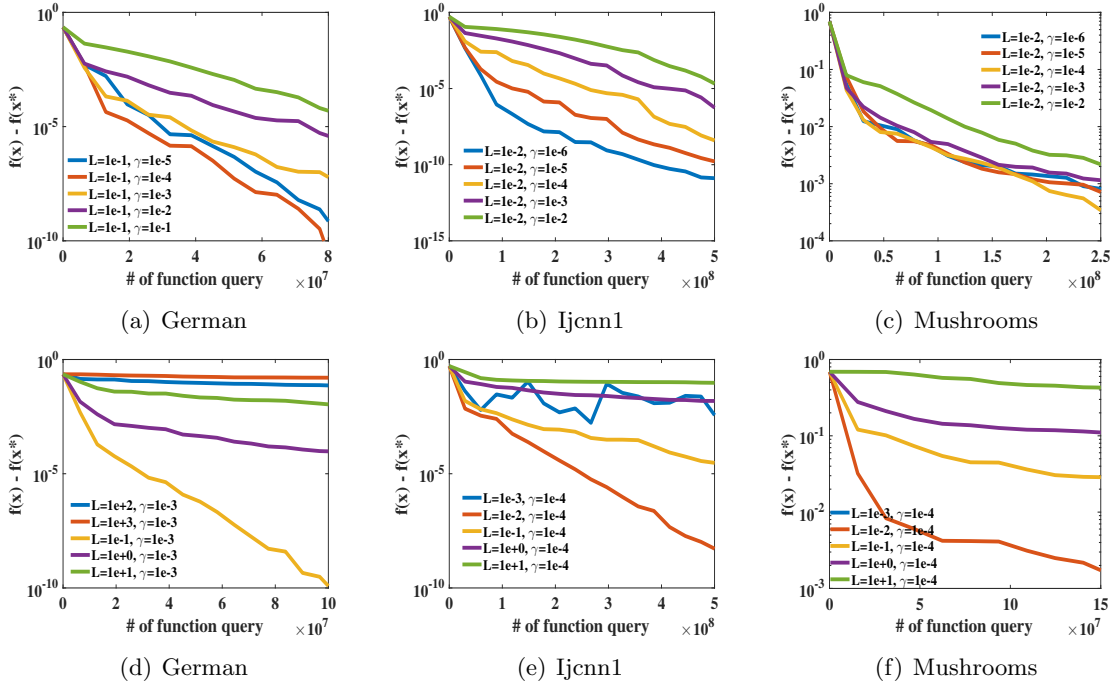 10^0
10^-5
10^-10
f(x) - f(x*)
L=1e-1, γ=1e-5
L=1e-1, γ=1e-4
L=1e-1, γ=1e-3
L=1e-1, γ=1e-2
L=1e-1, γ=1e-1
0 2 4 6 8
# of function query ×10^7
(a) German
10^0
10^-5
10^-10
10^-15
f(x) - f(x*)
L=1e-2, γ=1e-6
L=1e-2, γ=1e-5
L=1e-2, γ=1e-4
L=1e-2, γ=1e-3
L=1e-2, γ=1e-2
0 1 2 3 4 5
# of function query ×10^8
(b) Ijcnn1
10^0
10^-1
10^-2
10^-3
10^-4
f(x) - f(x*)
L=1e-2, γ=1e-6
L=1e-2, γ=1e-5
L=1e-2, γ=1e-4
L=1e-2, γ=1e-3
L=1e-2, γ=1e-2
0 0.5 1 1.5 2 2.5
# of function query ×10^8
(c) Mushrooms
10^0
10^-5
10^-10
f(x) - f(x*)
L=1e+2, γ=1e-3
L=1e+3, γ=1e-3
L=1e-1, γ=1e-3
L=1e+0, γ=1e-3
L=1e+1, γ=1e-3
0 2 4 6 8 10
# of function query ×10^7
(d) German
10^0
10^-5
10^-10
f(x) - f(x*)
L=1e-3, γ=1e-4
L=1e-2, γ=1e-4
L=1e-1, γ=1e-4
L=1e+0, γ=1e-4
L=1e+1, γ=1e-4
0 1 2 3 4 5
# of function query ×10^8
(e) Ijcnn1
10^0
10^-1
10^-2
10^-3
f(x) - f(x*)
L=1e-3, γ=1e-4
L=1e-2, γ=1e-4
L=1e-1, γ=1e-4
L=1e+0, γ=1e-4
L=1e+1, γ=1e-4
0 5 10 15
# of function query ×10^7
(f) Mushrooms